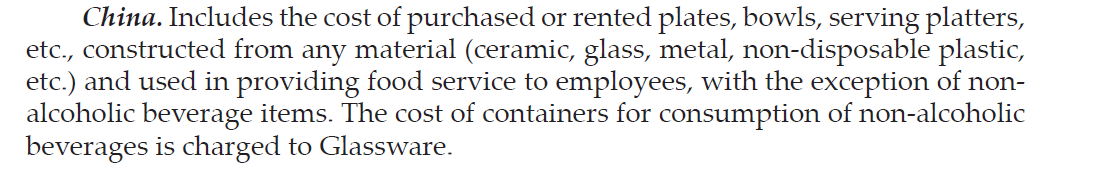 China. Includes the cost of purchased or rented plates, bowls, serving platters,
etc., constructed from any material (ceramic, glass, metal, non-disposable plastic,
etc.) and used in providing food service to employees, with the exception of non-
alcoholic beverage items. The cost of containers for consumption of non-alcoholic
beverages is charged to Glassware.